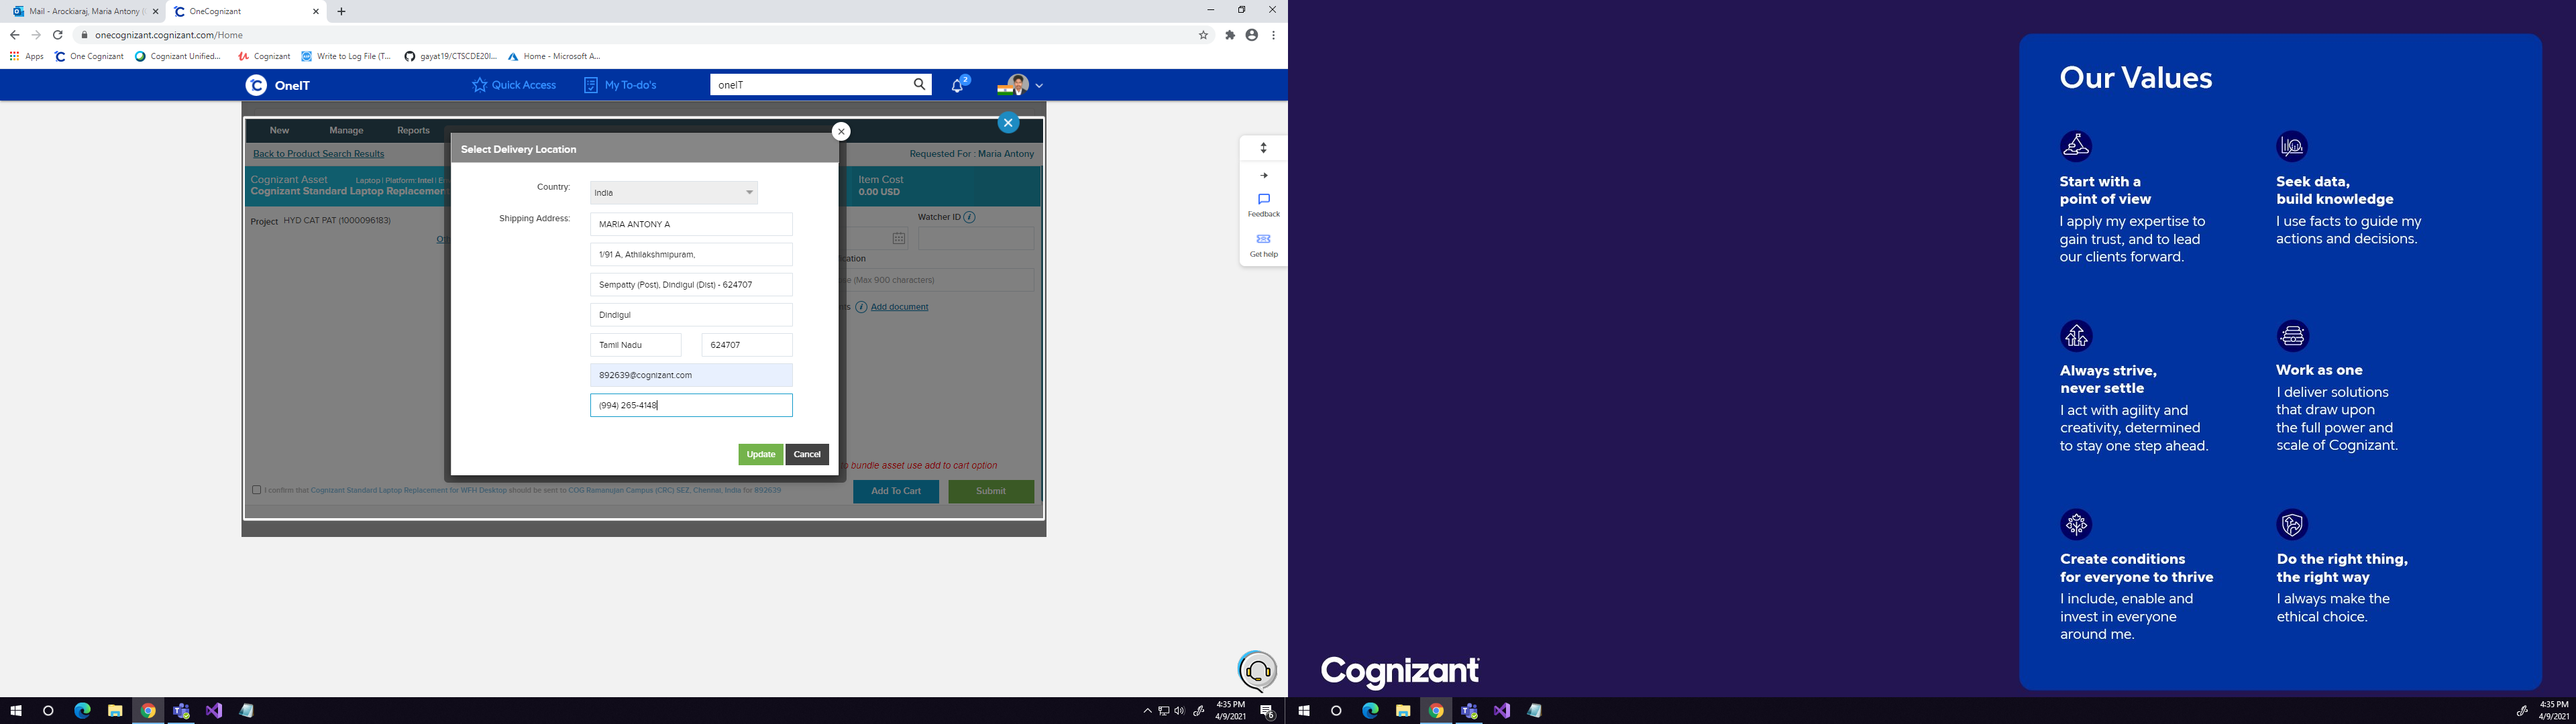 Mail - Arockiaraj, Maria Antony (
OneCognizant
onecognizant.cognizant.com/Home
Apps
One Cognizant
Cognizant Unified...
Cognizant
Write to Log File (T...
gayat19/CTSCDE20I...
Home - Microsoft A...
OneIT
Quick Access
My To-do's
oneIT
2
New
Manage
Reports
Back to Product Search Results
Requested For : Maria Antony
Cognizant Asset
Laptop | Platform: Intel |
Cognizant Standard Laptop Replacemen
Item Cost
0.00 USD
Project
HYD CAT PAT (1000096183)
Watcher ID
(Max 900 characters)
Add document
Select Delivery Location
Country:
India
Shipping Address:
MARIA ANTONY A
1/91 A, Athilakshmipuram,
Sempatty (Post), Dindigul (Dist) - 624707
Dindigul
Tamil Nadu
624707
892639@cognizant.com
(994) 265-4148
Update
Cancel
o bundle asset use add to cart option
I confirm that Cognizant Standard Laptop Replacement for WFH Desktop should be sent to COG Ramanujan Campus (CRC) SEZ, Chennai, India for 892639
Add To Cart
Submit
Feedback
Get help
4:35 PM
4/9/2021
6
Our Values
Start with a
point of view
I apply my expertise to
gain trust, and to lead
our clients forward.
Seek data,
build knowledge
I use facts to guide my
actions and decisions.
Always strive,
never settle
I act with agility and
creativity, determined
to stay one step ahead.
Work as one
I deliver solutions
that draw upon
the full power and
scale of Cognizant.
Create conditions
for everyone to thrive
I include, enable and
invest in everyone
around me.
Do the right thing,
the right way
I always make the
ethical choice.
Cognizant
4:35 PM
4/9/2021